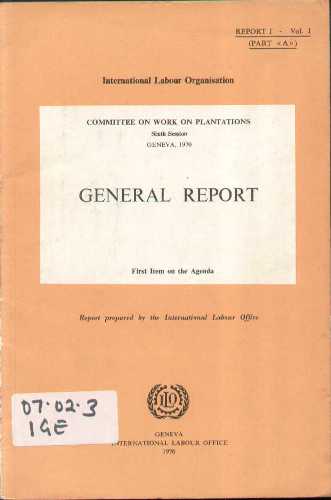 REPORT I - Vol. I
(PART «A»)
International Labour Organisation
COMMITTEE ON WORK ON PLANTATIONS
Sixth Session
GENEVA, 1970
GENERAL REPORT
First Item on the Agenda
Report prepared by the International Labour Office
07.02.3
IGE
ILO
GENEVA
INTERNATIONAL LABOUR OFFICE
1970